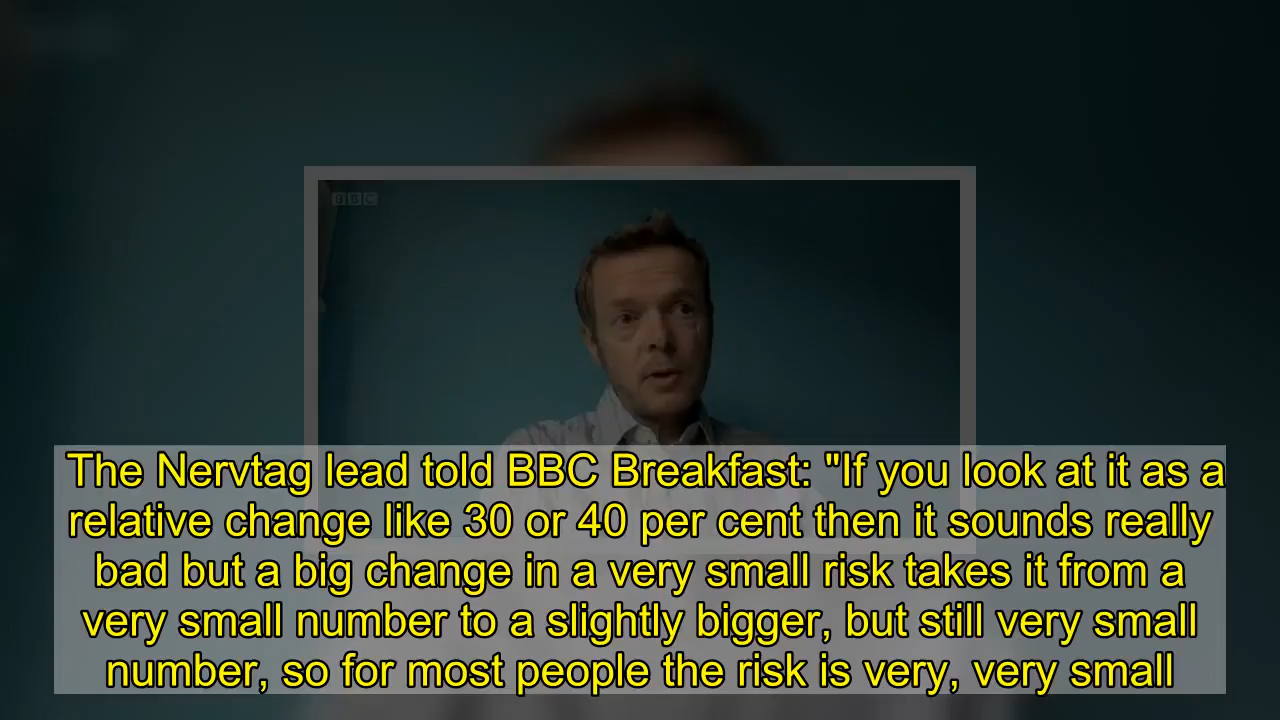 BBC
The Nervtag lead told BBC Breakfast: "If you look at it as a
relative change like 30 or 40 per cent then it sounds really
bad but a big change in a very small risk takes it from a
very small number to a slightly bigger, but still very small
number, so for most people the risk is very, very small